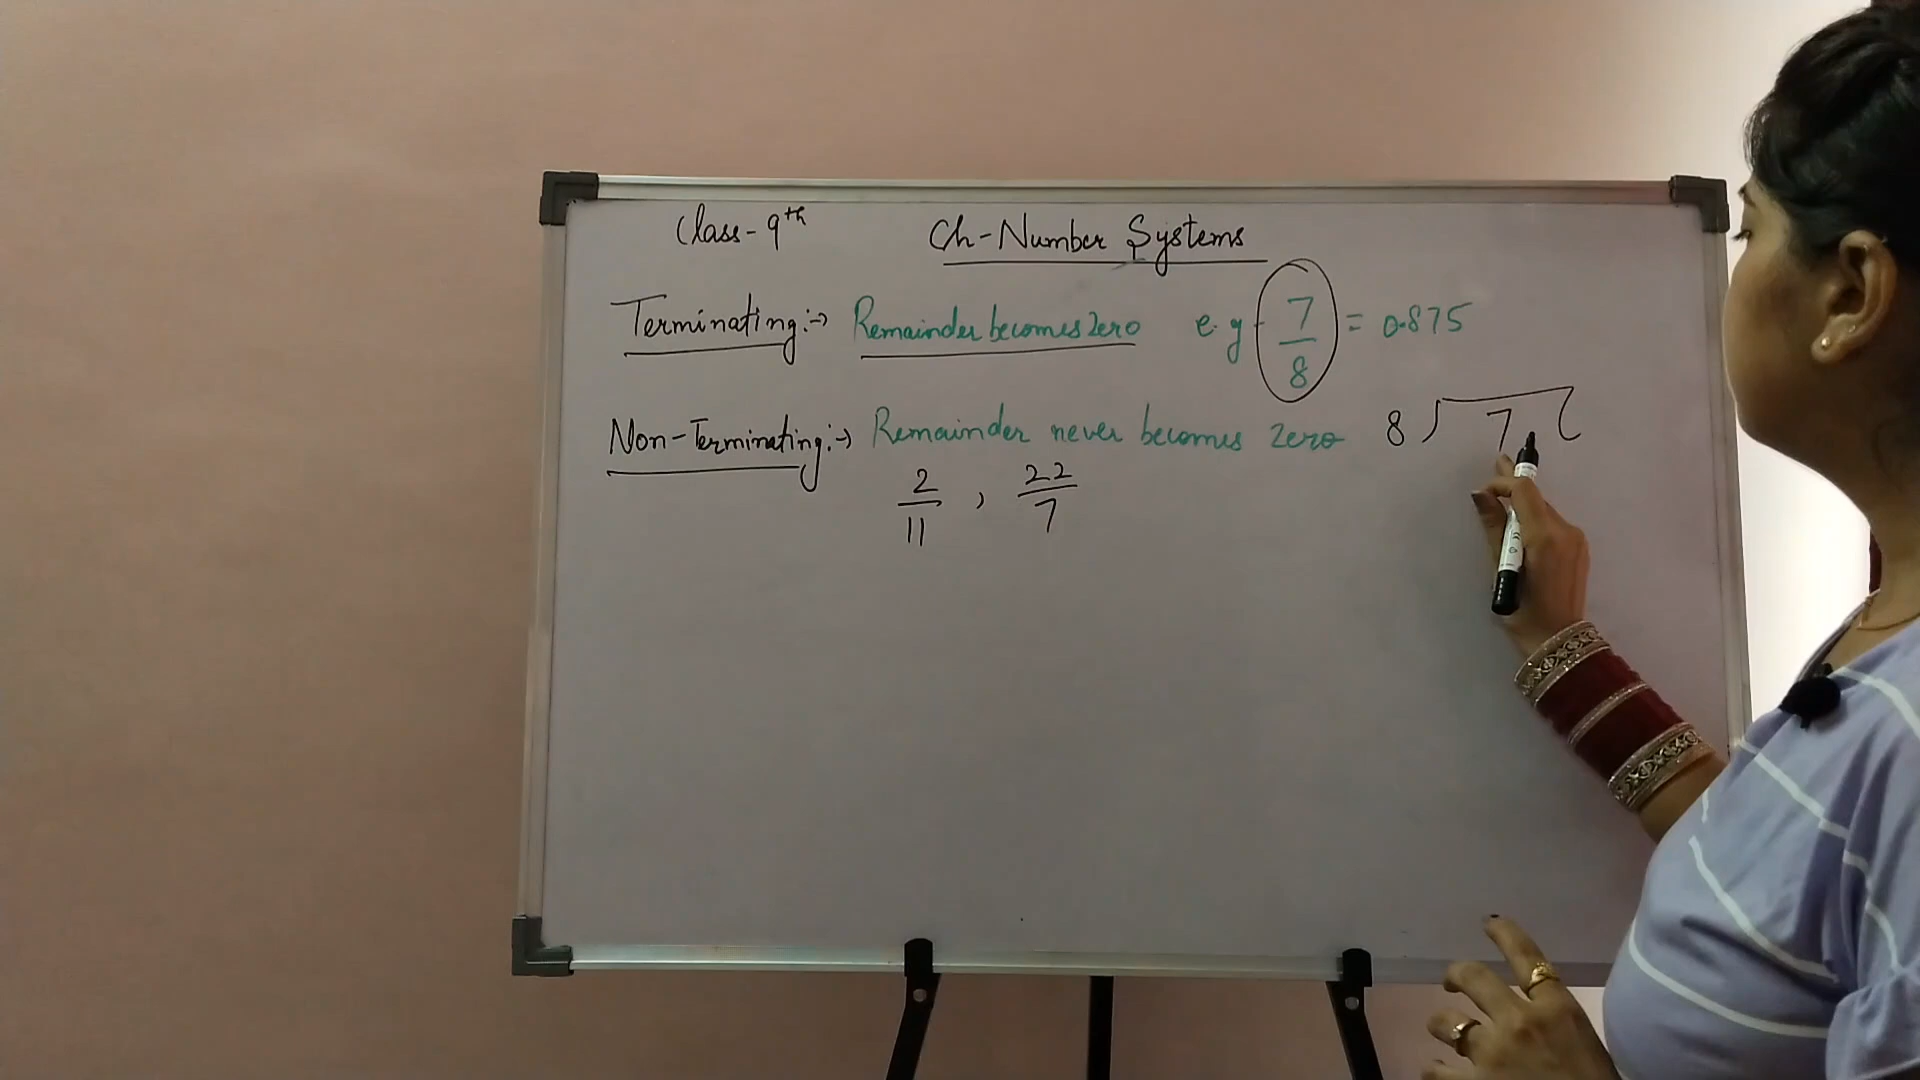 Class - 9th Ch - Number Systems
Terminating :→ Remainder becomes Zero e.g - 7/8 = 0.875
Non-Terminating :→ Remainder never becomes zero 8 ) 7. (
2/11 , 22/7